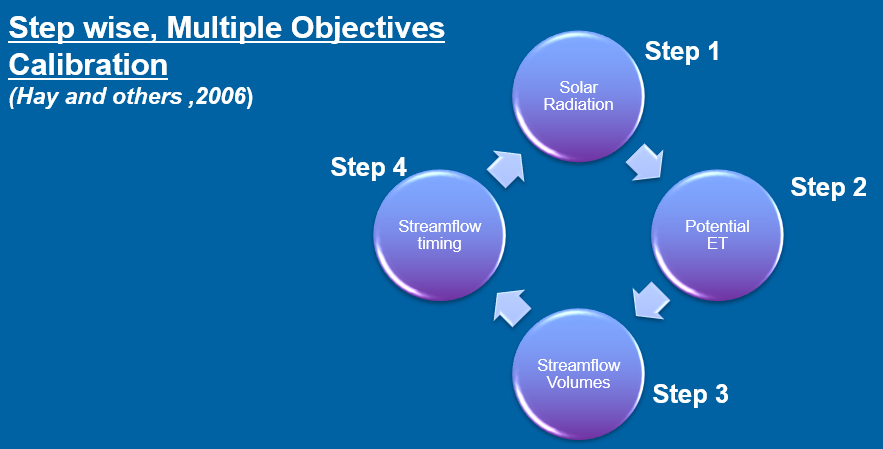 Step wise, Multiple Objectives
Calibration
(Hay and others ,2006)
Step 1
Solar
Radiation
Step 2
Potential
ET
Step 3
Streamflow
Volumes
Step 4
Streamflow
timing